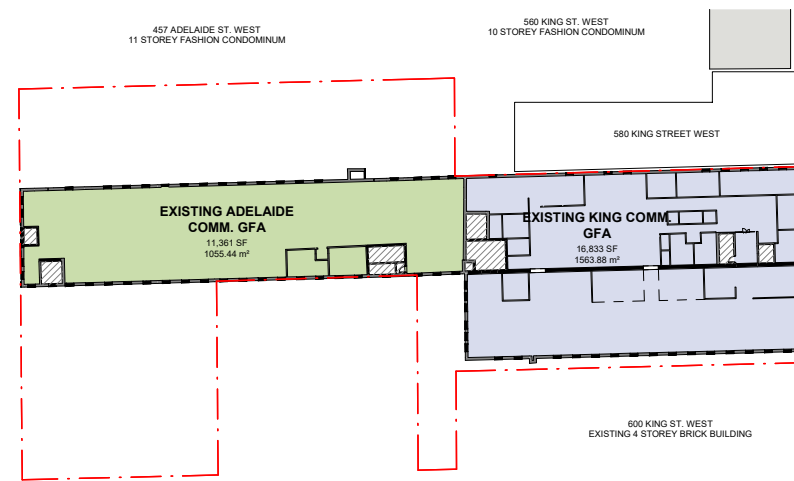 457 ADELAIDE ST. WEST
11 STOREY FASHION CONDOMINUM
560 KING ST. WEST
10 STOREY FASHION CONDOMINUM
580 KING STREET WEST
EXISTING ADELAIDE
COMM. GFA
11,361 SF
1055.44 m²
EXISTING KING COMM.
GFA
16,833 SF
1563.88 m²
600 KING ST. WEST
EXISTING 4 STOREY BRICK BUILDING